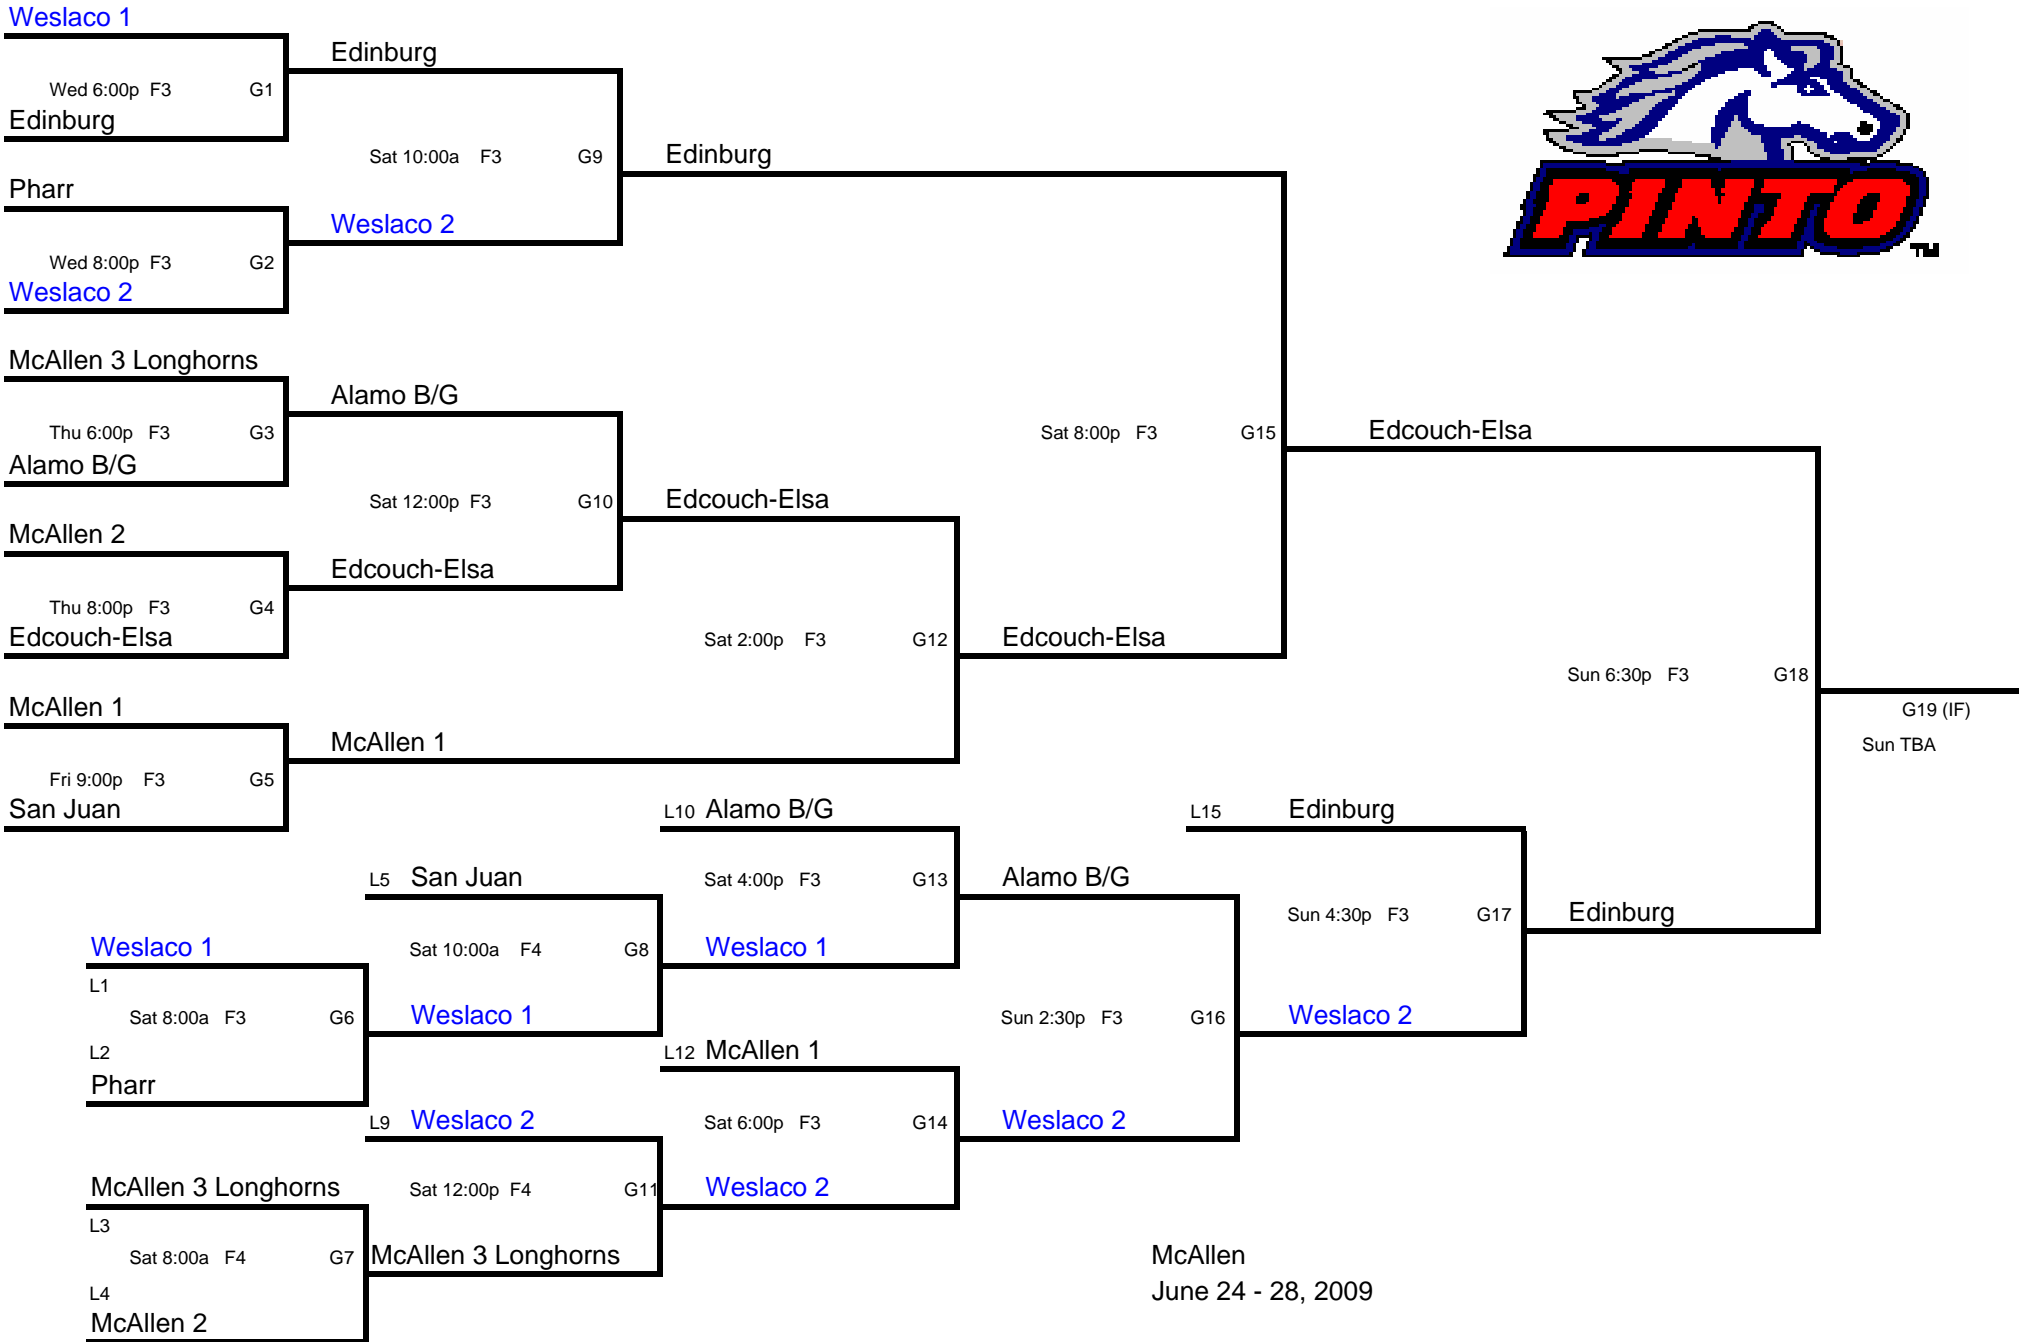 Weslaco 1
Edinburg
Wed 6:00p F3 G1
Edinburg
Sat 10:00a F3 G9
Edinburg
Pharr
Weslaco 2
Wed 8:00p F3 G2
Weslaco 2
PINTO
TM
McAllen 3 Longhorns
Alamo B/G
Thu 6:00p F3 G3
Alamo B/G
Sat 8:00p F3 G15
Edcouch-Elsa
Sat 12:00p F3 G10
Edcouch-Elsa
McAllen 2
Edcouch-Elsa
Thu 8:00p F3 G4
Edcouch-Elsa
Sat 2:00p F3 G12
Edcouch-Elsa
Sun 6:30p F3 G18
McAllen 1
G19 (IF)
Sun TBA
McAllen 1
Fri 9:00p F3 G5
San Juan
L10 Alamo B/G
L15 Edinburg
L5 San Juan
Sat 4:00p F3 G13
Alamo B/G
Sun 4:30p F3 G17
Edinburg
Weslaco 1
Sat 10:00a F4 G8
Weslaco 1
L1
Sat 8:00a F3 G6
Weslaco 1
Sun 2:30p F3 G16
Weslaco 2
L2
Pharr
L12 McAllen 1
L9 Weslaco 2
Sat 6:00p F3 G14
Weslaco 2
McAllen 3 Longhorns
Sat 12:00p F4 G11
Weslaco 2
L3
Sat 8:00a F4 G7
McAllen 3 Longhorns
L4
McAllen 2
McAllen
June 24 - 28, 2009